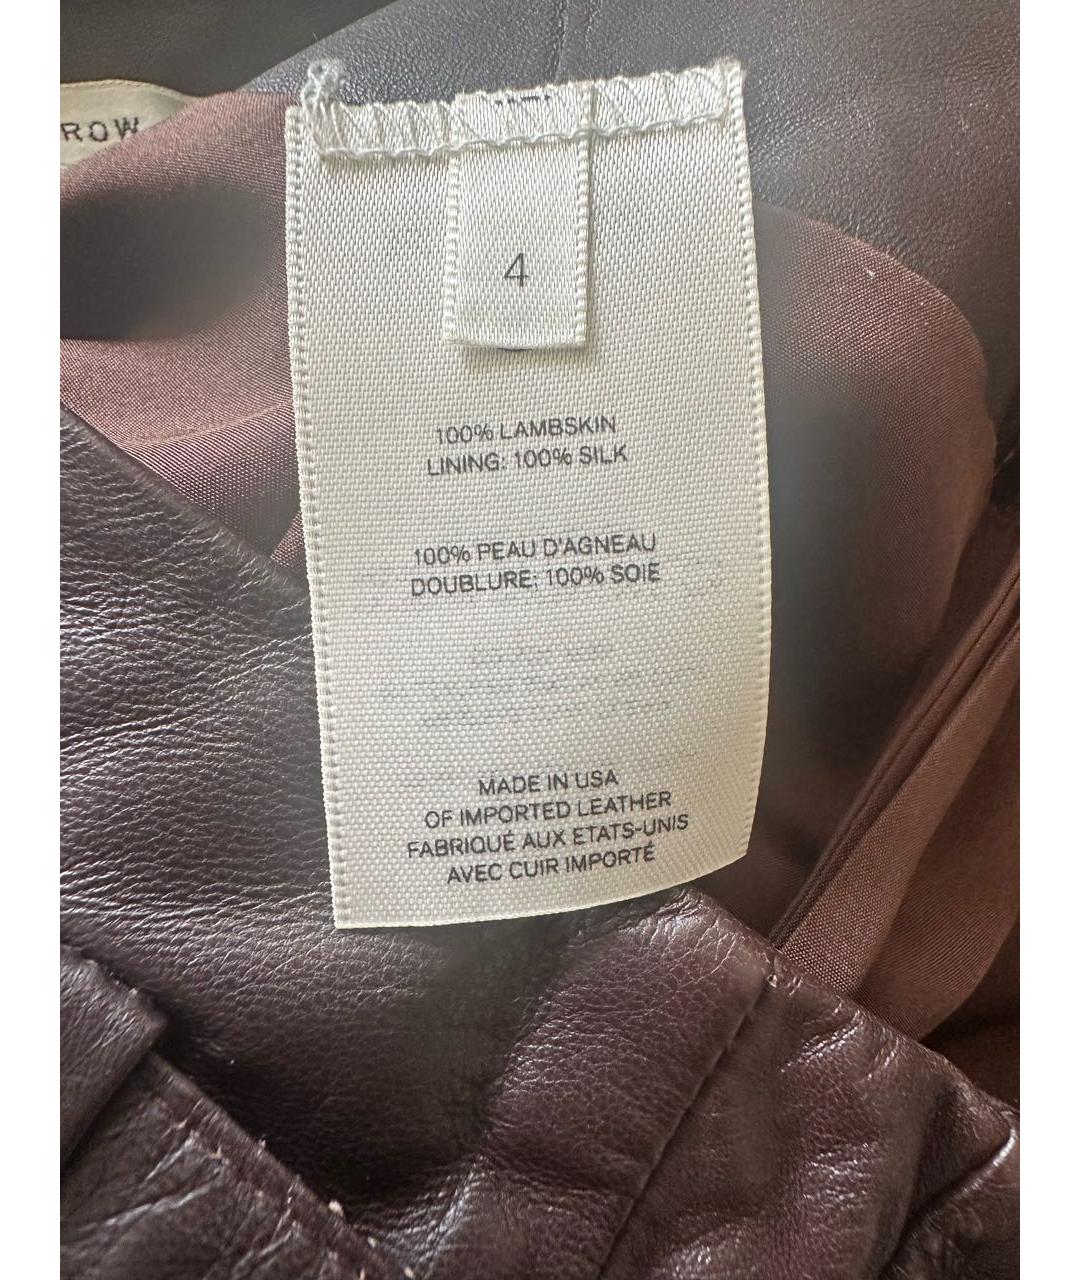 ROW
4
100% LAMBSKIN
LINING: 100% SILK
100% PEAU D'AGNEAU
DOUBLURE: 100% SOIE
MADE IN USA
OF IMPORTED LEATHER
FABRIQUÉ AUX ETATS-UNIS
AVEC CUIR IMPORTÉ